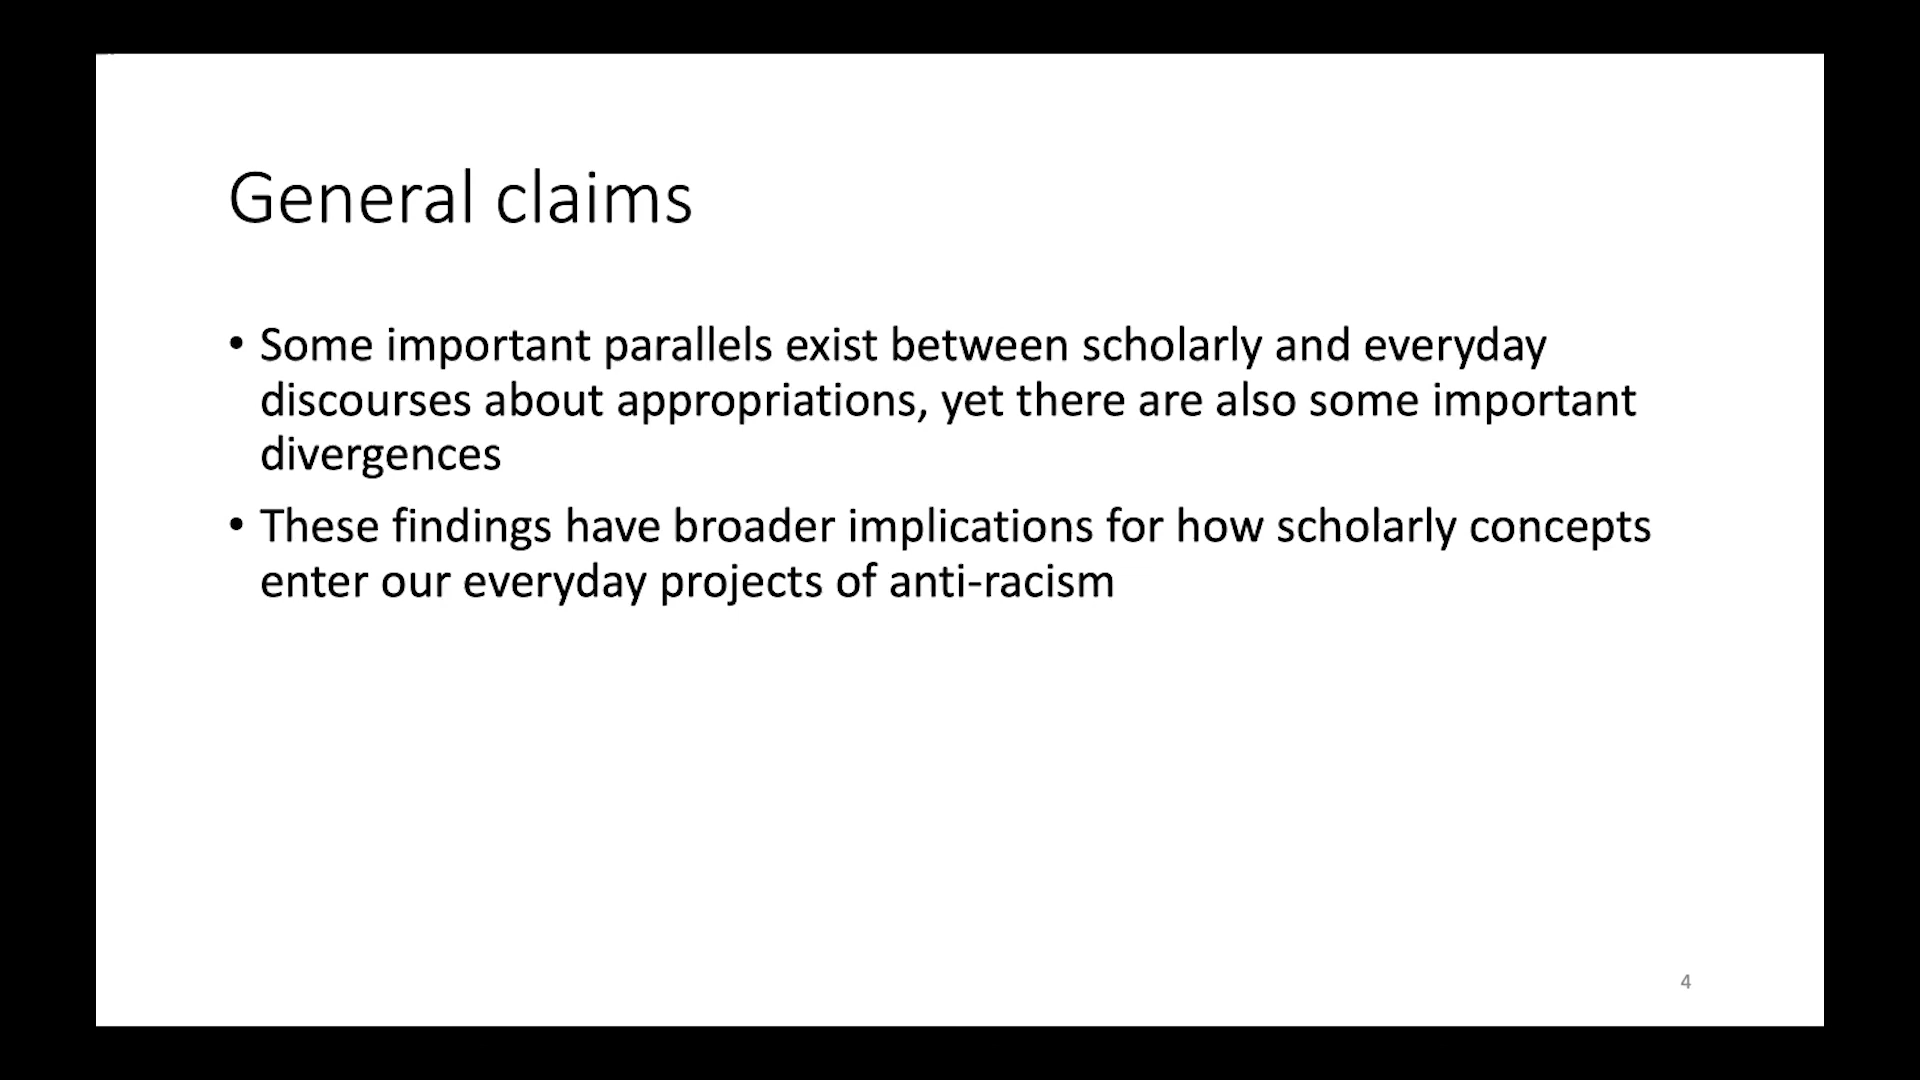 General claims
• Some important parallels exist between scholarly and everyday
discourses about appropriations, yet there are also some important
divergences
• These findings have broader implications for how scholarly concepts
enter our everyday projects of anti-racism
4